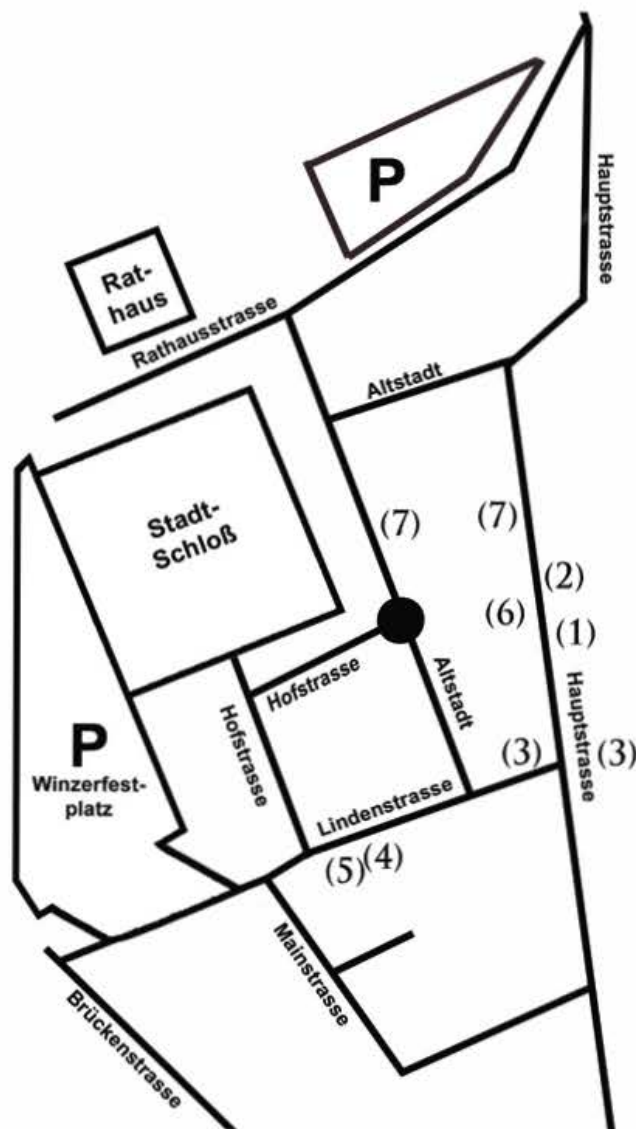 P
Hauptstrasse
Rat-
haus
Rathausstrasse
Altstadt
Stadt-
Schloß
(7)
(7)
(2)
(6)
(1)
Hofstrasse
Altstadt
Hauptstrasse
Hofstrasse
P
Winzerfest-
platz
(3)
(3)
Lindenstrasse
(5)
(4)
Mainstrasse
Brückenstrasse